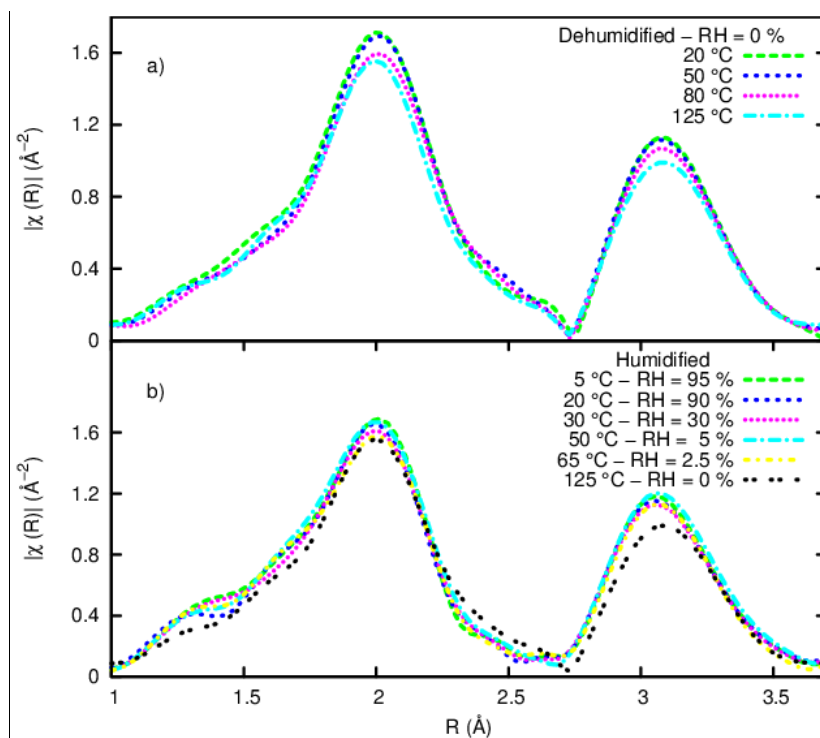 a)
Dehumidified – RH = 0 %
20 °C
50 °C
80 °C
125 °C
|χ (R)| (Å⁻²)
1.6
1.2
0.8
0.4
0
b)
Humidified
5 °C – RH = 95 %
20 °C – RH = 90 %
30 °C – RH = 30 %
50 °C – RH = 5 %
65 °C – RH = 2.5 %
125 °C – RH = 0 %
|χ (R)| (Å⁻²)
1.6
1.2
0.8
0.4
0
1
1.5
2
2.5
3
3.5
R (Å)